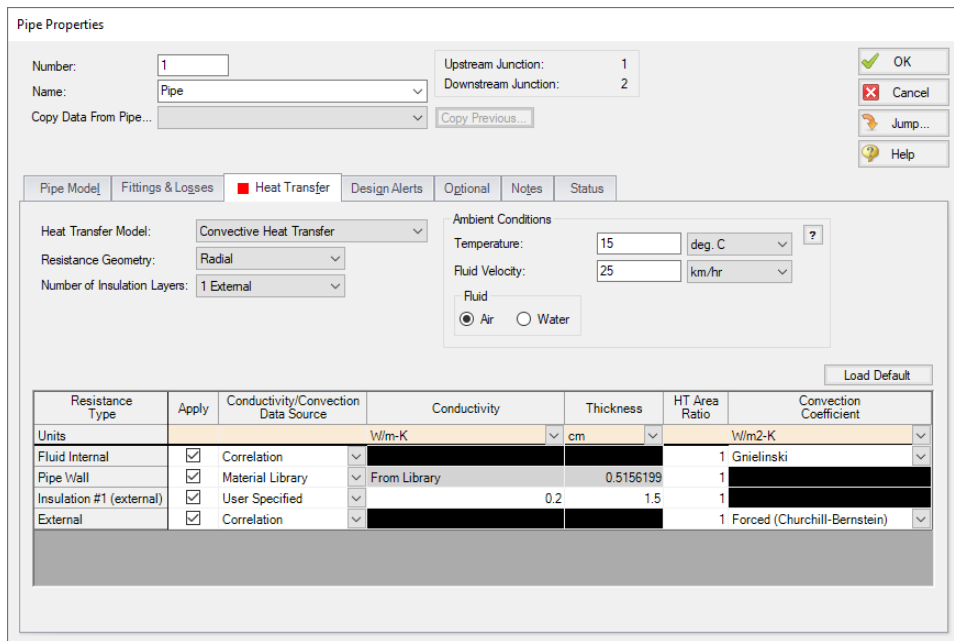 Pipe Properties
Number: 1
Name: Pipe
Copy Data From Pipe... Copy Previous...
Upstream Junction: 1
Downstream Junction: 2
OK
Cancel
Jump...
Help
Pipe Model Fittings & Losses Heat Transfer Design Alerts Optional Notes Status
Heat Transfer Model: Convective Heat Transfer
Resistance Geometry: Radial
Number of Insulation Layers: 1 External
Ambient Conditions
Temperature: 15 deg. C ?
Fluid Velocity: 25 km/hr
Fluid
Air Water
Load Default
Resistance Type Apply Conductivity/Convection Data Source Conductivity Thickness HT Area Ratio Convection Coefficient
Units W/m-K cm W/m2-K
Fluid Internal Correlation 1 Gnielinski
Pipe Wall Material Library From Library 0.5156199 1
Insulation #1 (external) User Specified 0.2 1.5 1
External Correlation 1 Forced (Churchill-Bernstein)